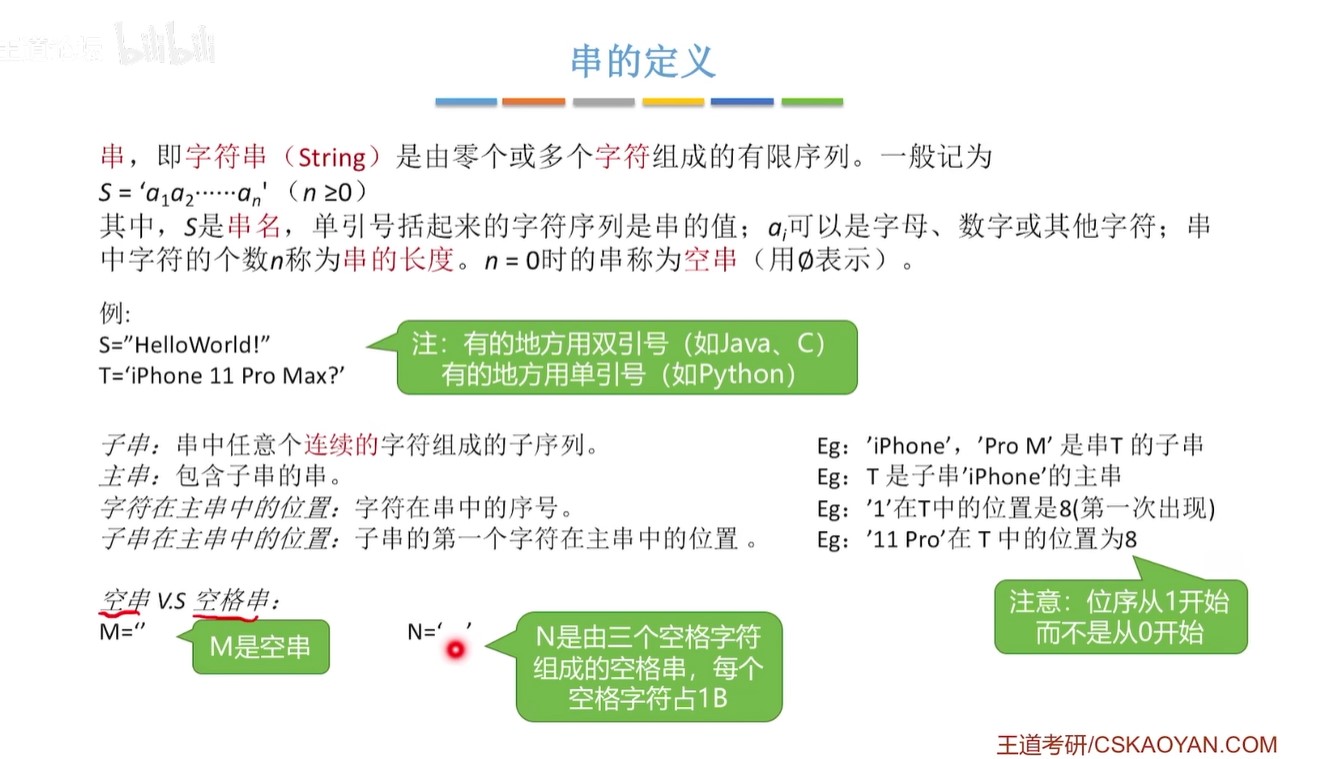 bilibili
串的定义
串，即字符串（String）是由零个或多个字符组成的有限序列。一般记为
S = ‘a₁a₂······aₙ' （n ≥0）
其中，S是串名，单引号括起来的字符序列是串的值；aᵢ可以是字母、数字或其他字符；串
中字符的个数n称为串的长度。n = 0时的串称为空串（用∅表示）。
例:
S=”HelloWorld!”
T=‘iPhone 11 Pro Max?’
注：有的地方用双引号（如Java、C）
有的地方用单引号（如Python）
子串：串中任意个连续的字符组成的子序列。
Eg：’iPhone’，’Pro M’ 是串T 的子串
主串：包含子串的串。
Eg：T 是子串’iPhone’的主串
字符在主串中的位置：字符在串中的序号。
Eg：’1’在T中的位置是8(第一次出现)
子串在主串中的位置：子串的第一个字符在主串中的位置 。
Eg：’11 Pro’在 T 中的位置为8
注意：位序从1开始
而不是从0开始
空串 V.S 空格串：
M=‘’
M是空串
N=‘   ’
N是由三个空格字符
组成的空格串，每个
空格字符占1B
王道考研/CSKAOYAN.COM